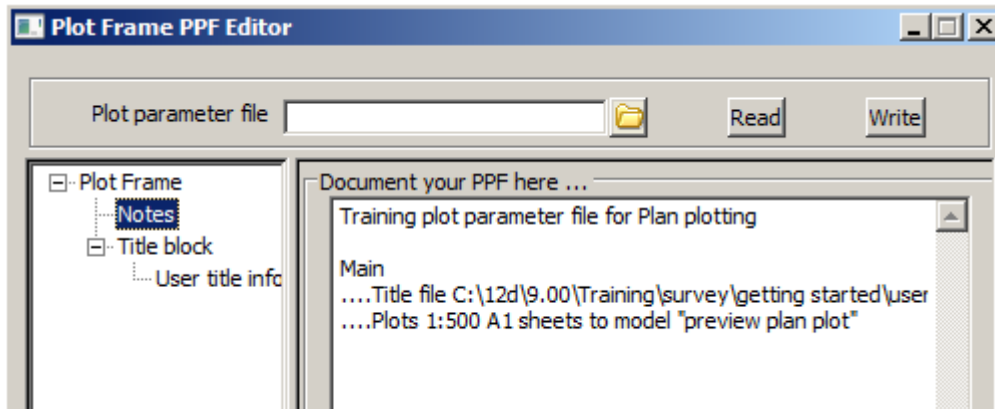 Plot Frame PPF Editor
Plot parameter file
Read
Write
Plot Frame
Notes
Title block
User title info
Document your PPF here ...
Training plot parameter file for Plan plotting
Main
....Title file C:\12d\9.00\Training\survey\getting started\user
....Plots 1:500 A1 sheets to model "preview plan plot"